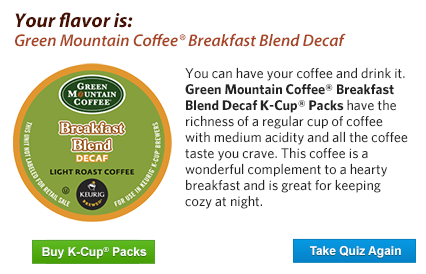 Your flavor is:
Green Mountain Coffee® Breakfast Blend Decaf
GREEN
MOUNTAIN
COFFEE®
Breakfast
Blend
DECAF
LIGHT ROAST COFFEE
THIS UNIT NOT LABELED FOR RETAIL SALE
FOR USE IN KEURIG K-CUP BREWERS
U
KEURIG
BREWED®
You can have your coffee and drink it.
Green Mountain Coffee® Breakfast
Blend Decaf K-Cup® Packs have the
richness of a regular cup of coffee
with medium acidity and all the coffee
taste you crave. This coffee is a
wonderful complement to a hearty
breakfast and is great for keeping
cozy at night.
Buy K-Cup® Packs
Take Quiz Again